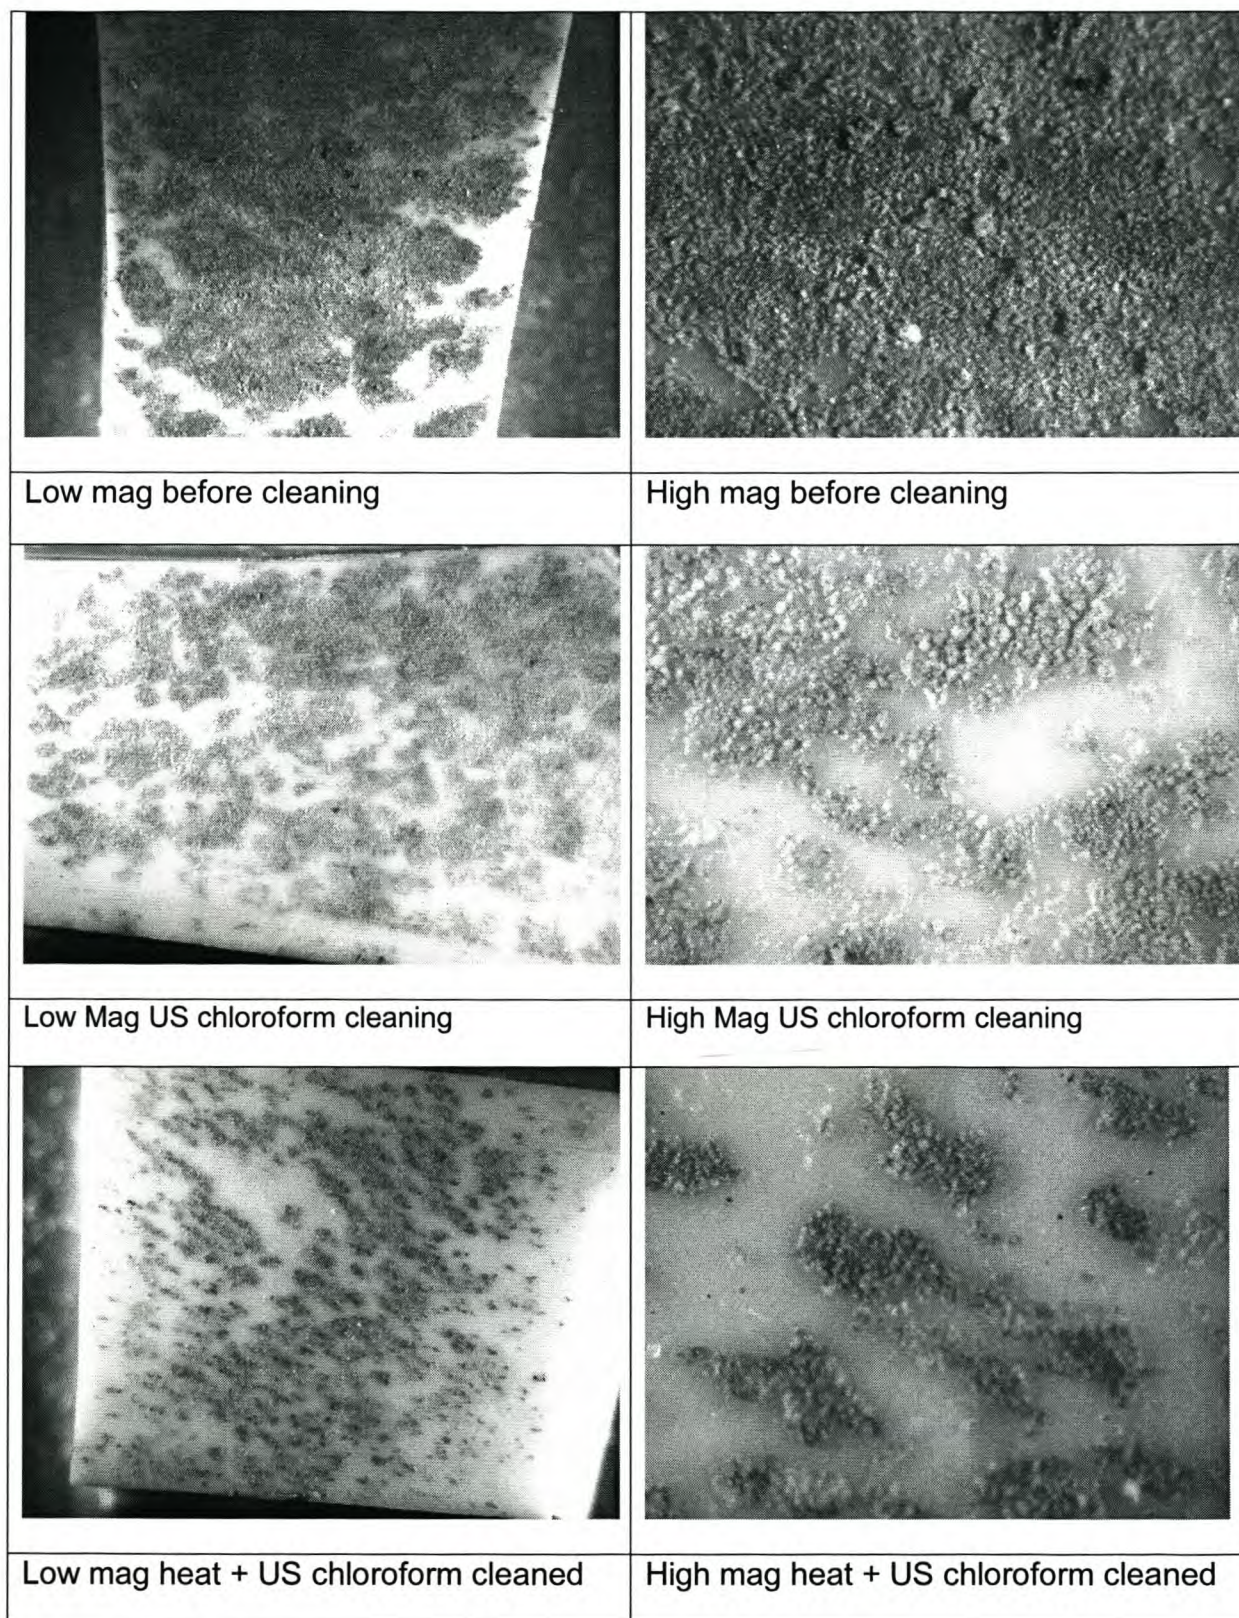 Low mag before cleaning
High mag before cleaning
Low Mag US chloroform cleaning
High Mag US chloroform cleaning
Low mag heat + US chloroform cleaned
High mag heat + US chloroform cleaned